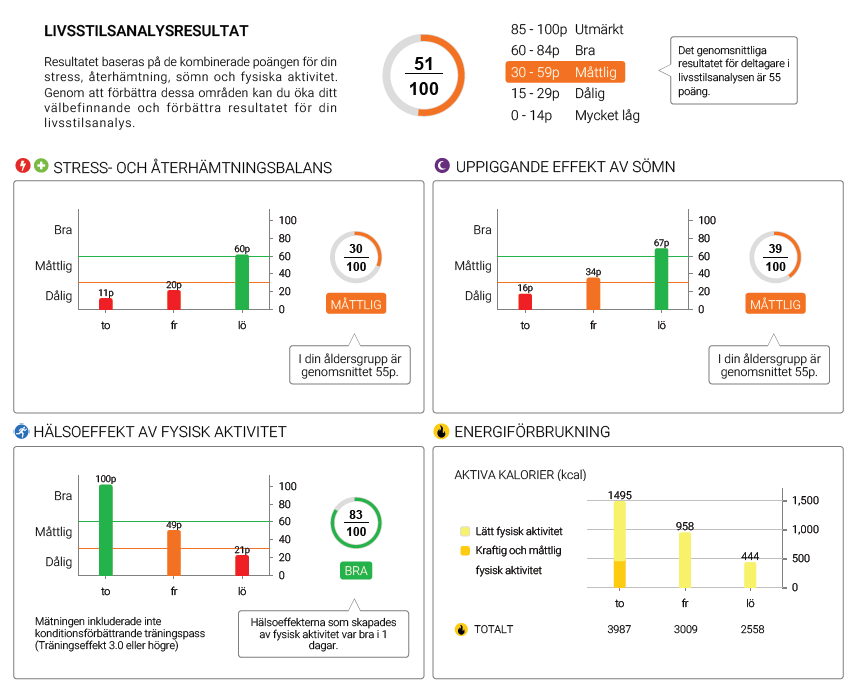 LIVSSTILSANALYSRESULTAT
Resultatet baseras på de kombinerade poängen för din
stress, återhämtning, sömn och fysiska aktivitet.
Genom att förbättra dessa områden kan du öka ditt
välbefinnande och förbättra resultatet för din
livsstilsanalys.
51
100
85 - 100p Utmärkt
60 - 84p Bra
30 - 59p Måttlig
15 - 29p Dålig
0 - 14p Mycket låg
Det genomsnittliga
resultatet för deltagare i
livsstilsanalysen är 55
poäng.
STRESS- OCH ÅTERHÄMTNINGSBALANS
Bra
Måttlig
Dålig
11p
20p
60p
100
80
60
40
20
0
to fr lö
30
100
MÅTTLIG
I din åldersgrupp är
genomsnittet 55p.
UPPIGGANDE EFFEKT AV SÖMN
Bra
Måttlig
Dålig
16p
34p
67p
100
80
60
40
20
0
to fr lö
39
100
MÅTTLIG
I din åldersgrupp är
genomsnittet 55p.
HÄLSOEFFEKT AV FYSISK AKTIVITET
Bra
Måttlig
Dålig
100p
49p
21p
100
80
60
40
20
0
to fr lö
83
100
BRA
Mätningen inkluderade inte
konditionsförbättrande träningspass
(Träningseffekt 3.0 eller högre)
Hälsoeffekterna som skapades
av fysisk aktivitet var bra i 1
dagar.
ENERGIFÖRBRUKNING
AKTIVA KALORIER (kcal)
Lätt fysisk aktivitet
Kraftig och måttlig
fysisk aktivitet
1495
958
444
1,500
1,000
500
0
to fr lö
TOTALT 3987 3009 2558